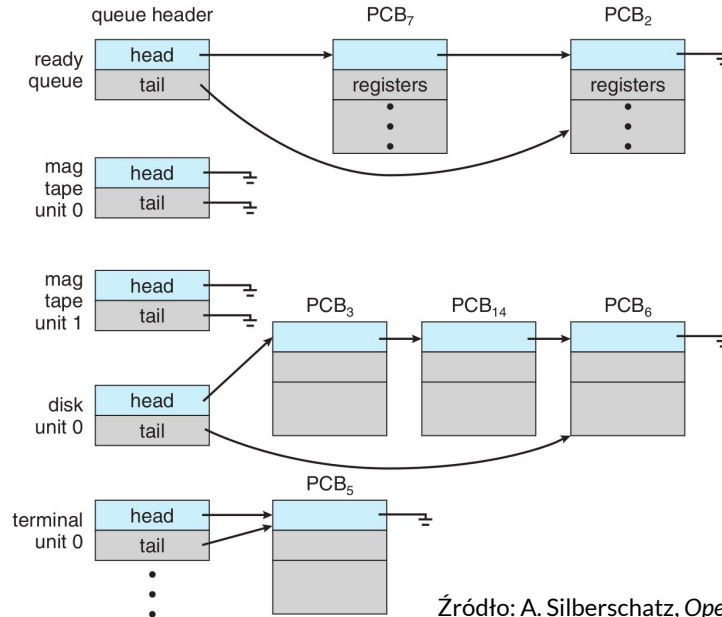 queue header
PCB₇
PCB₂
ready
queue
head
tail
registers
registers
mag
tape
unit 0
head
tail
mag
tape
unit 1
head
tail
PCB₃
PCB₁₄
PCB₆
disk
unit 0
head
tail
PCB₅
terminal
unit 0
head
tail
Źródło: A. Silberschatz, Ope